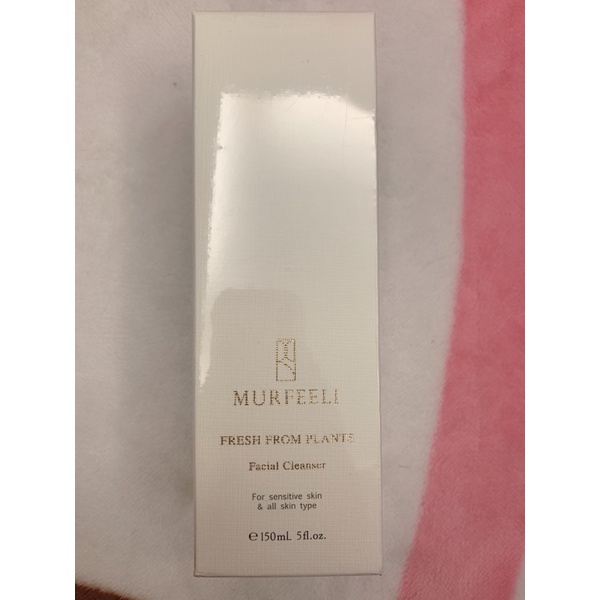 MURFEELI
FRESH FROM PLANTS
Facial Cleanser
For sensitive skin
& all skin type
℮150mL 5fl.oz.